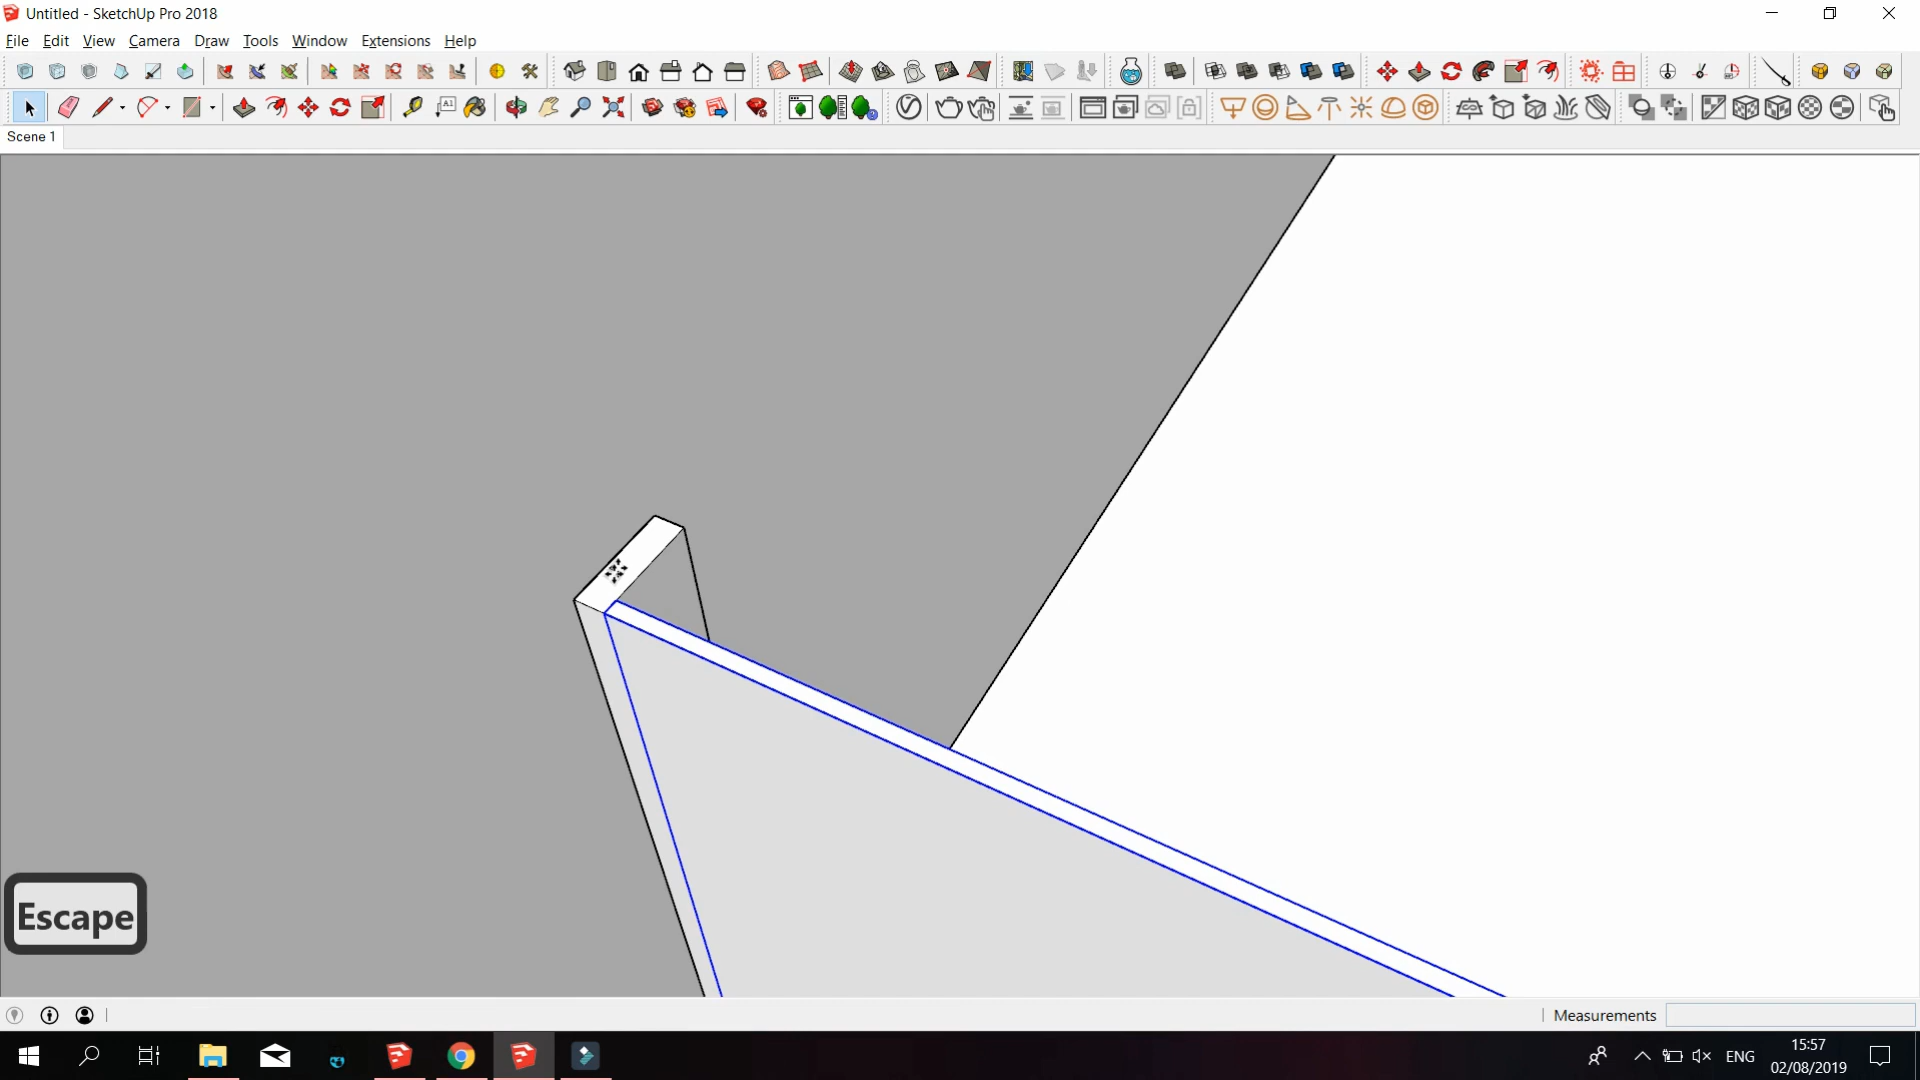 Untitled - SketchUp Pro 2018
File Edit View Camera Draw Tools Window Extensions Help
A1
Scene 1
Escape
Measurements
ENG
15:57
02/08/2019